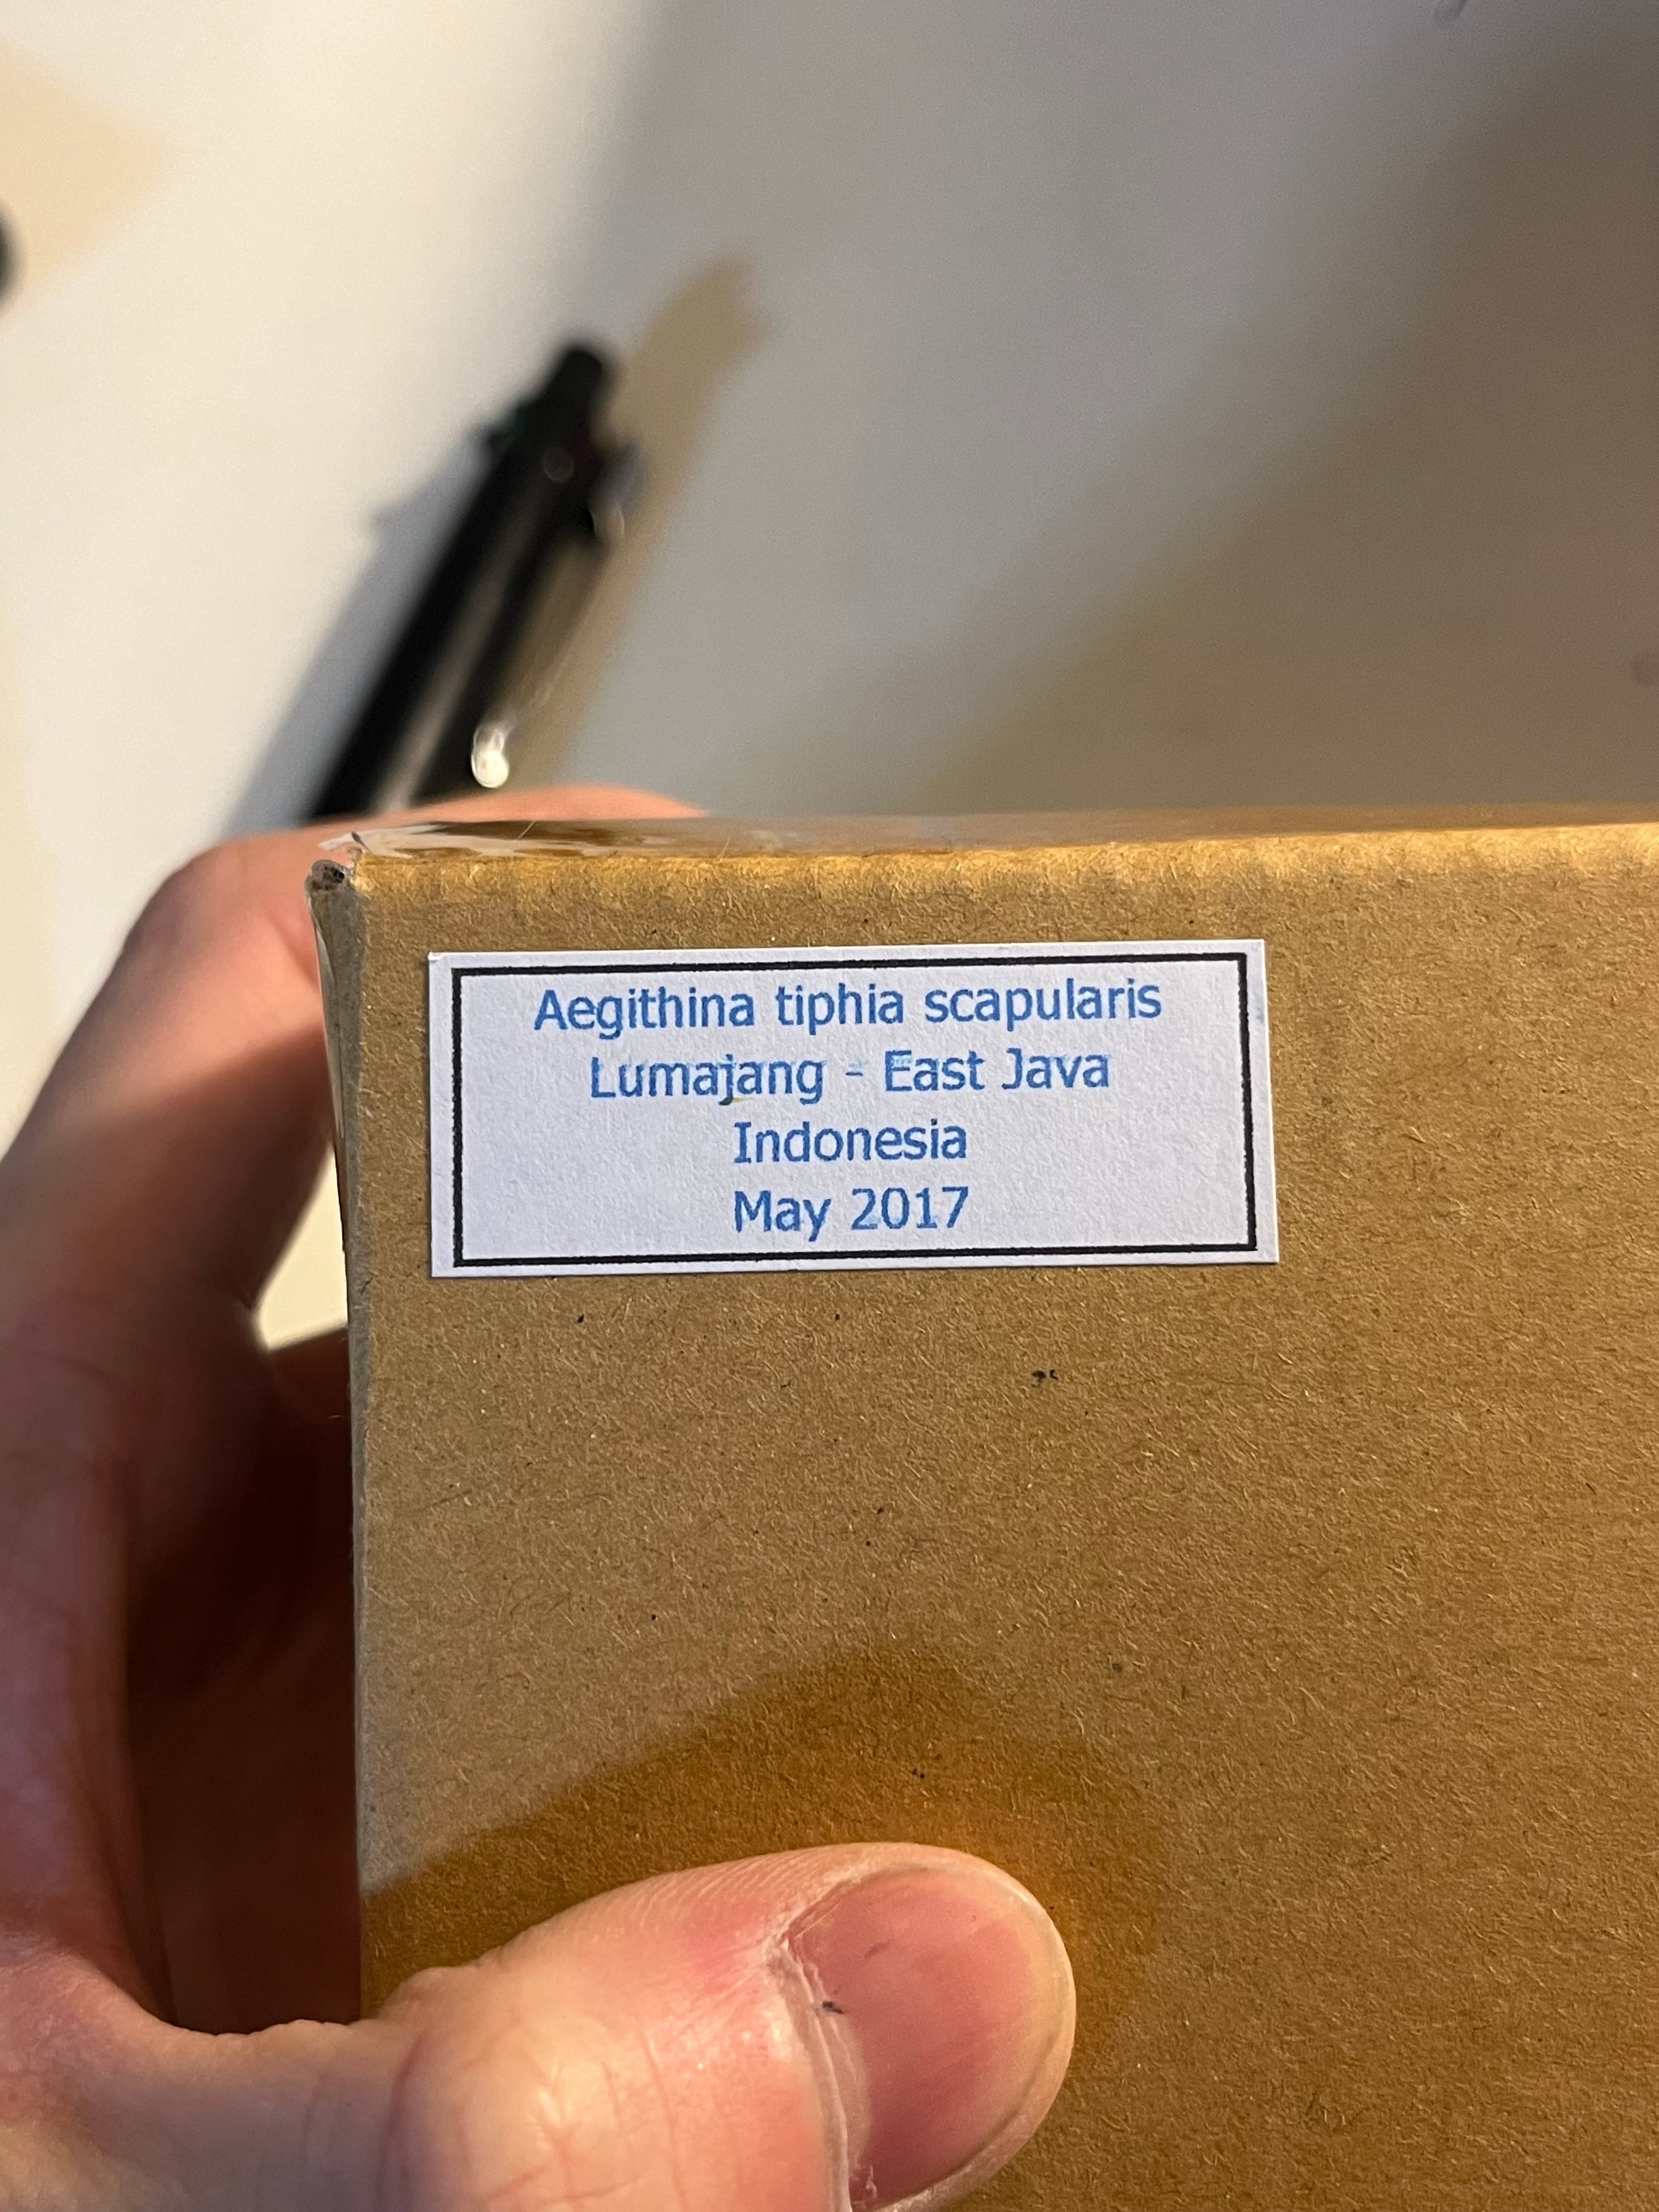 Aegithina tiphia scapularis
Lumajang - East Java
Indonesia
May 2017